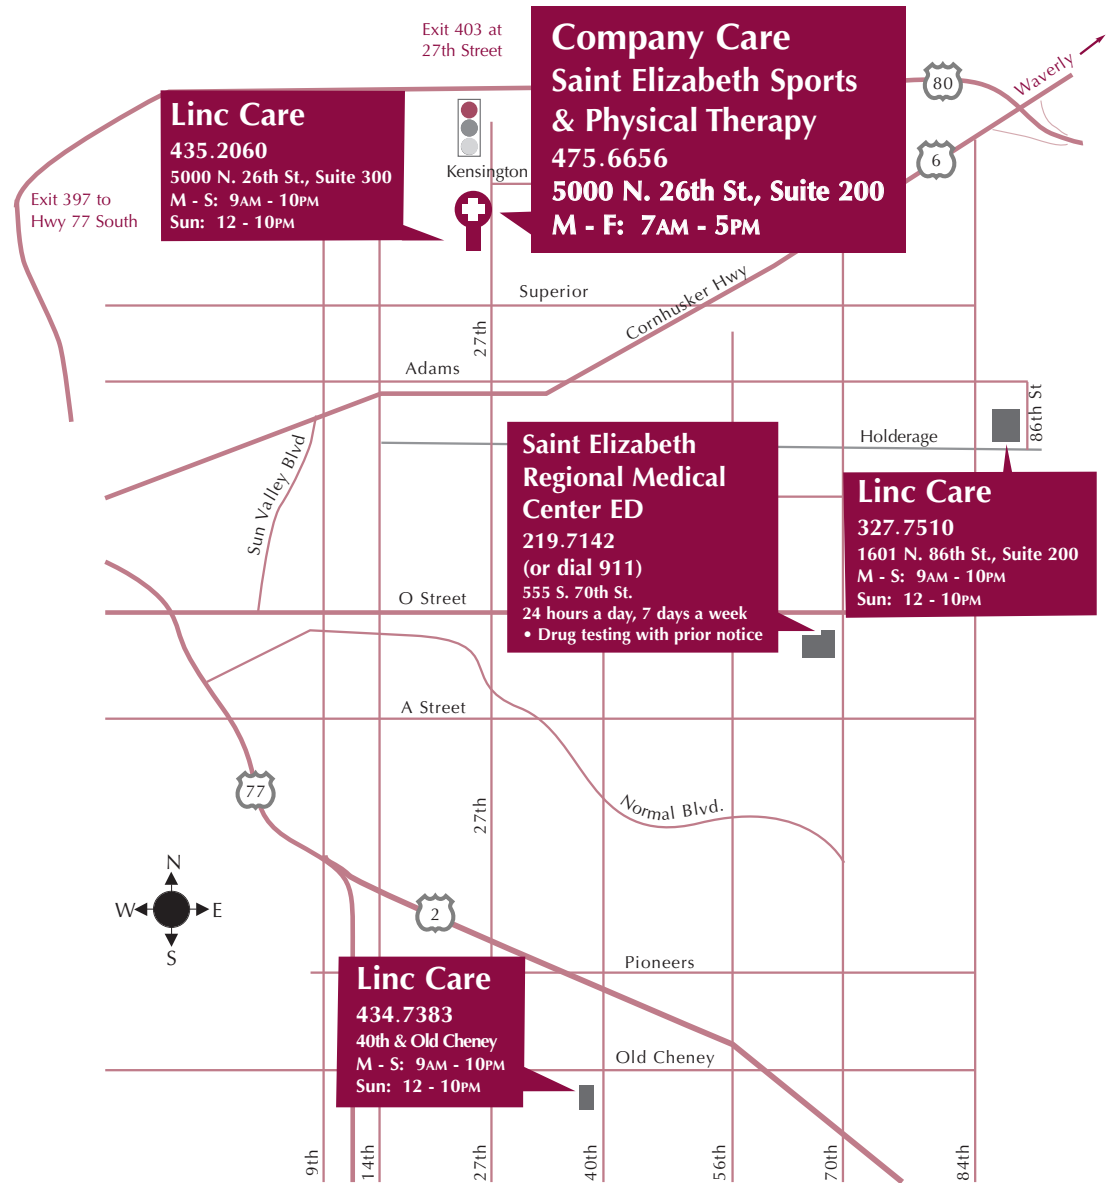 Exit 403 at
27th Street
Company Care
Saint Elizabeth Sports
& Physical Therapy
475.6656
5000 N. 26th St., Suite 200
M - F: 7AM - 5PM
Waverly
80
6
Linc Care
435.2060
5000 N. 26th St., Suite 300
M - S: 9AM - 10PM
Sun: 12 - 10PM
Kensington
Exit 397 to
Hwy 77 South
Superior
Cornhusker Hwy
27th
Adams
86th St
Holderage
Sun Valley Blvd
Saint Elizabeth
Regional Medical
Center ED
219.7142
(or dial 911)
555 S. 70th St.
24 hours a day, 7 days a week
• Drug testing with prior notice
Linc Care
327.7510
1601 N. 86th St., Suite 200
M - S: 9AM - 10PM
Sun: 12 - 10PM
O Street
A Street
77
27th
Normal Blvd.
N
W
E
S
2
Pioneers
Linc Care
434.7383
40th & Old Cheney
M - S: 9AM - 10PM
Sun: 12 - 10PM
Old Cheney
9th
14th
27th
40th
56th
70th
84th